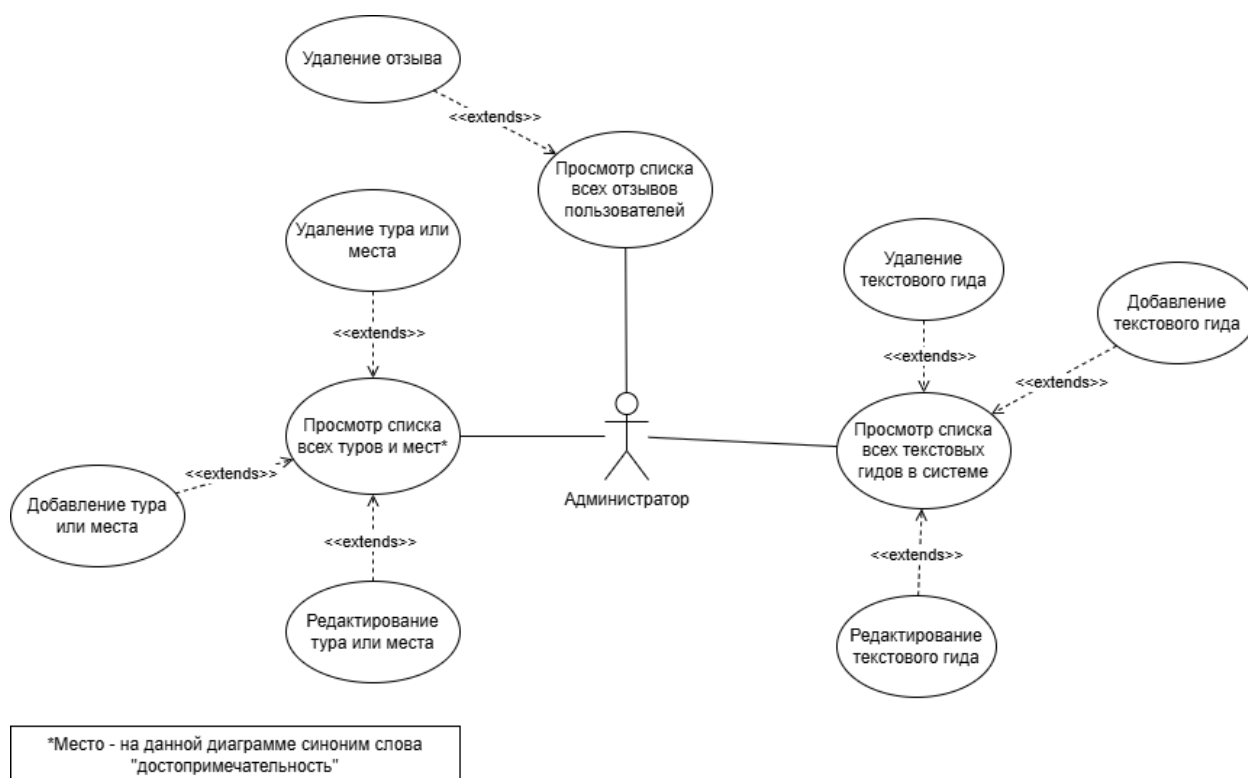 Удаление отзыва
<<extends>>
Просмотр списка
всех отзывов
пользователей
Удаление тура или
места
<<extends>>
Удаление
текстового гида
<<extends>>
Добавление
текстового гида
<<extends>>
Просмотр списка
всех туров и мест*
Просмотр списка
всех текстовых
гидов в системе
Администратор
<<extends>>
Добавление тура
или места
<<extends>>
<<extends>>
Редактирование
тура или места
Редактирование
текстового гида
*Место - на данной диаграмме синоним слова
"достопримечательность"